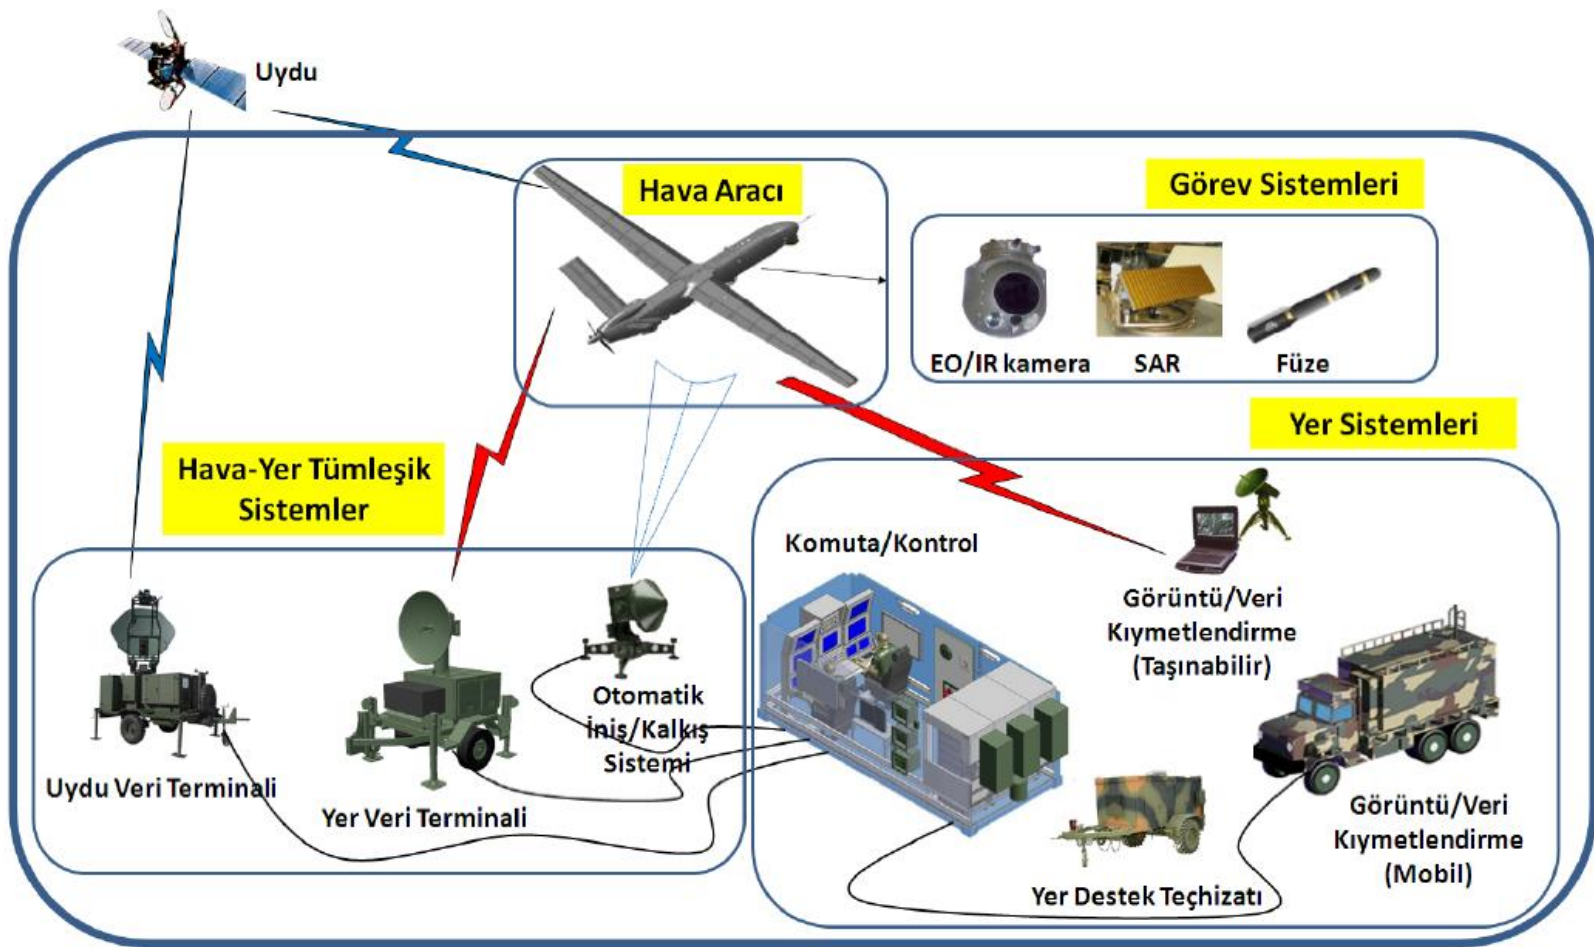 Uydu
Hava Aracı
Görev Sistemleri
EO/IR kamera
SAR
Füze
Yer Sistemleri
Hava-Yer Tümleşik
Sistemler
Komuta/Kontrol
Görüntü/Veri
Kıymetlendirme
(Taşınabilir)
Otomatik
İniş/Kalkış
Sistemi
Uydu Veri Terminali
Yer Veri Terminali
Görüntü/Veri
Kıymetlendirme
(Mobil)
Yer Destek Teçhizatı